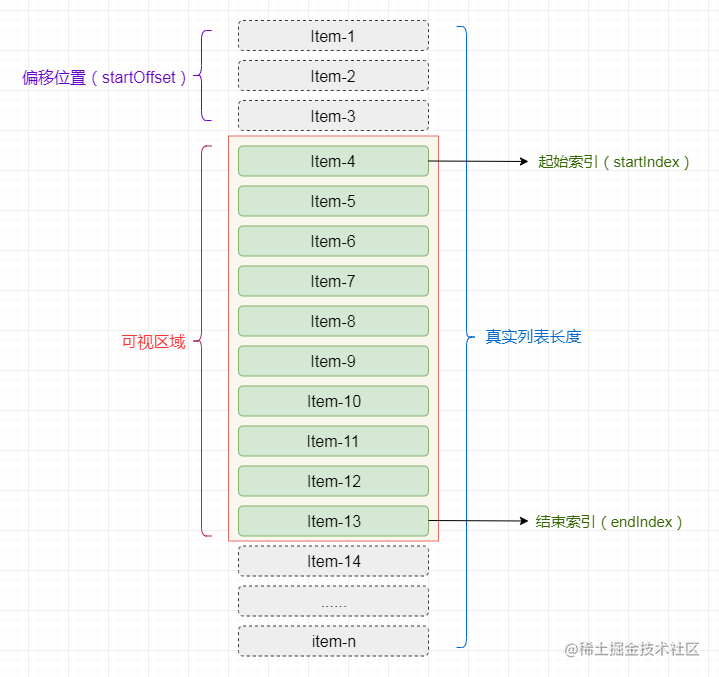 Item-1
Item-2
偏移位置（startOffset）
Item-3
Item-4
起始索引（startIndex）
Item-5
Item-6
Item-7
Item-8
可视区域
真实列表长度
Item-9
Item-10
Item-11
Item-12
Item-13
结束索引（endIndex）
Item-14
......
item-n
@稀土掘金技术社区